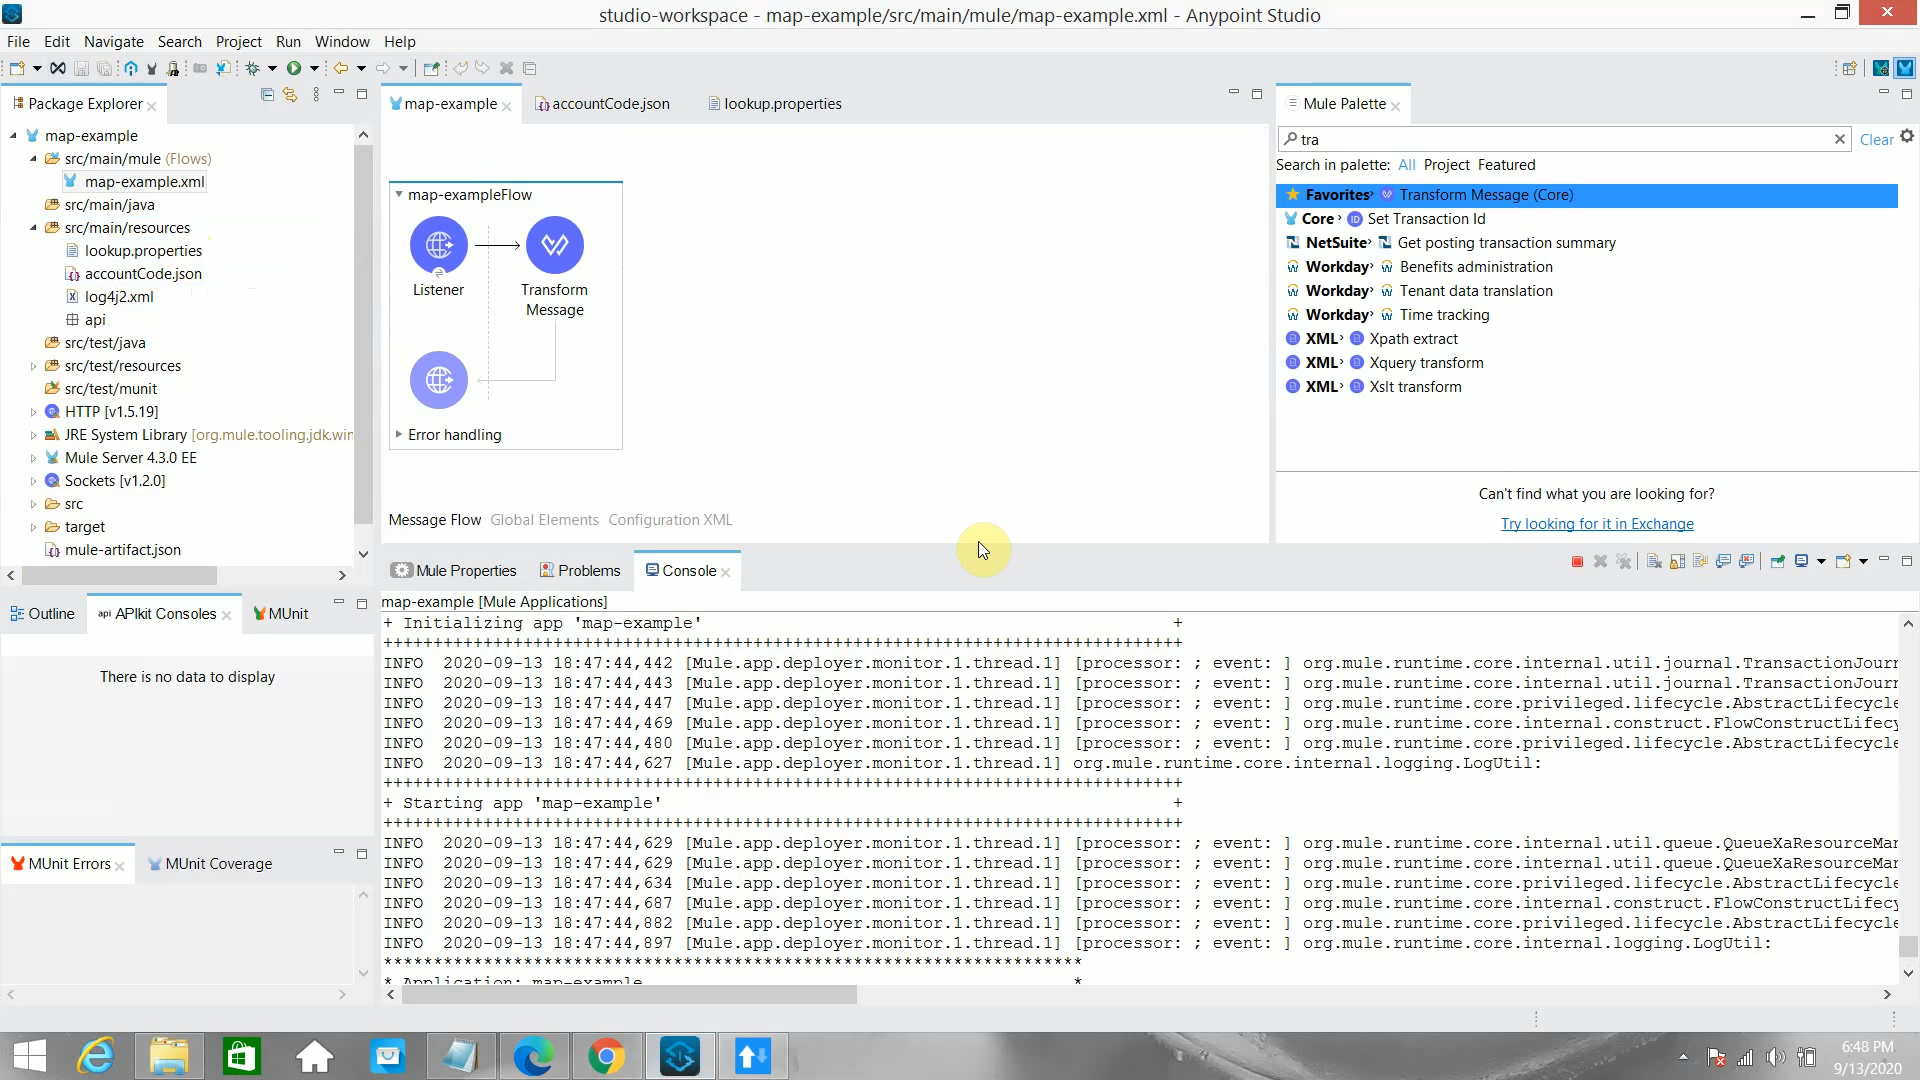 studio-workspace - map-example/src/main/mule/map-example.xml - Anypoint Studio
File Edit Navigate Search Project Run Window Help
Package Explorer
map-example
src/main/mule (Flows)
map-example.xml
src/main/java
src/main/resources
lookup.properties
accountCode.json
log4j2.xml
api
src/test/java
src/test/resources
src/test/munit
HTTP [v1.5.19]
JRE System Library [org.mule.tooling.jdk.win
Mule Server 4.3.0 EE
Sockets [v1.2.0]
src
target
mule-artifact.json
map-example accountCode.json lookup.properties
map-exampleFlow
Listener
Transform
Message
Error handling
Message Flow Global Elements Configuration XML
Mule Palette
tra
Clear
Search in palette: All Project Featured
Favorites Transform Message (Core)
Core Set Transaction Id
NetSuite Get posting transaction summary
Workday Benefits administration
Workday Tenant data translation
Workday Time tracking
XML Xpath extract
XML Xquery transform
XML Xslt transform
Can't find what you are looking for?
Try looking for it in Exchange
Outline api APIkit Consoles MUnit
There is no data to display
MUnit Errors MUnit Coverage
Mule Properties Problems Console
map-example [Mule Applications]
+ Initializing app 'map-example' +
++++++++++++++++++++++++++++++++++++++++++++++++++++++++++++++++++++++++++++++++
INFO 2020-09-13 18:47:44,442 [Mule.app.deployer.monitor.1.thread.1] [processor: ; event: ] org.mule.runtime.core.internal.util.journal.TransactionJourn
INFO 2020-09-13 18:47:44,443 [Mule.app.deployer.monitor.1.thread.1] [processor: ; event: ] org.mule.runtime.core.internal.util.journal.TransactionJourn
INFO 2020-09-13 18:47:44,447 [Mule.app.deployer.monitor.1.thread.1] [processor: ; event: ] org.mule.runtime.core.privileged.lifecycle.AbstractLifecycle
INFO 2020-09-13 18:47:44,469 [Mule.app.deployer.monitor.1.thread.1] [processor: ; event: ] org.mule.runtime.core.internal.construct.FlowConstructLifecy
INFO 2020-09-13 18:47:44,480 [Mule.app.deployer.monitor.1.thread.1] [processor: ; event: ] org.mule.runtime.core.privileged.lifecycle.AbstractLifecycle
INFO 2020-09-13 18:47:44,627 [Mule.app.deployer.monitor.1.thread.1] org.mule.runtime.core.internal.logging.LogUtil:
++++++++++++++++++++++++++++++++++++++++++++++++++++++++++++++++++++++++++++++++
+ Starting app 'map-example' +
++++++++++++++++++++++++++++++++++++++++++++++++++++++++++++++++++++++++++++++++
INFO 2020-09-13 18:47:44,629 [Mule.app.deployer.monitor.1.thread.1] [processor: ; event: ] org.mule.runtime.core.internal.util.queue.QueueXaResourceMan
INFO 2020-09-13 18:47:44,629 [Mule.app.deployer.monitor.1.thread.1] [processor: ; event: ] org.mule.runtime.core.internal.util.queue.QueueXaResourceMan
INFO 2020-09-13 18:47:44,634 [Mule.app.deployer.monitor.1.thread.1] [processor: ; event: ] org.mule.runtime.core.privileged.lifecycle.AbstractLifecycle
INFO 2020-09-13 18:47:44,687 [Mule.app.deployer.monitor.1.thread.1] [processor: ; event: ] org.mule.runtime.core.internal.construct.FlowConstructLifecy
INFO 2020-09-13 18:47:44,882 [Mule.app.deployer.monitor.1.thread.1] [processor: ; event: ] org.mule.runtime.core.privileged.lifecycle.AbstractLifecycle
INFO 2020-09-13 18:47:44,897 [Mule.app.deployer.monitor.1.thread.1] [processor: ; event: ] org.mule.runtime.core.internal.logging.LogUtil:
***********************************************************************
* Application: map-example *
6:48 PM
9/13/2020